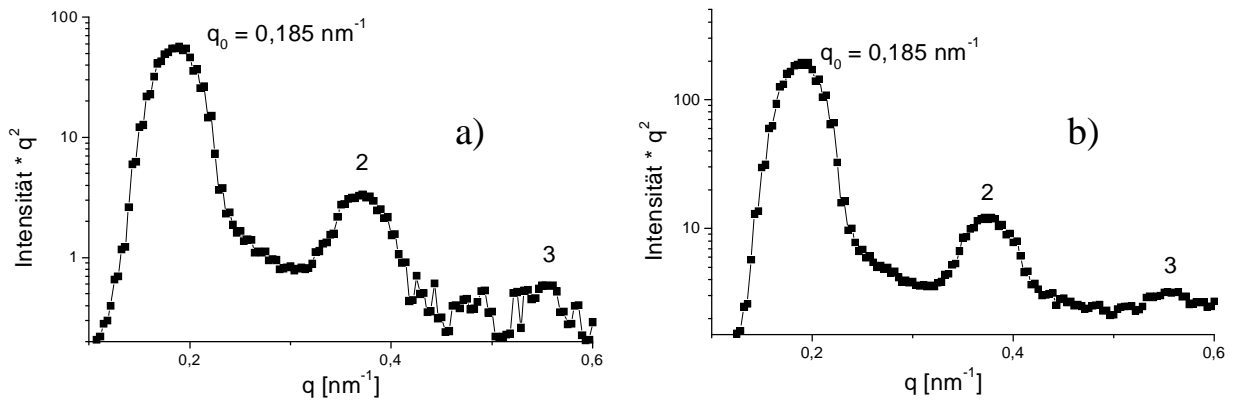 100
10
1
q₀ = 0,185 nm⁻¹
a)
2
3
Intensität * q²
0,2
0,4
0,6
q [nm⁻¹]
100
10
q₀ = 0,185 nm⁻¹
b)
2
3
Intensität * q²
0,2
0,4
0,6
q [nm⁻¹]